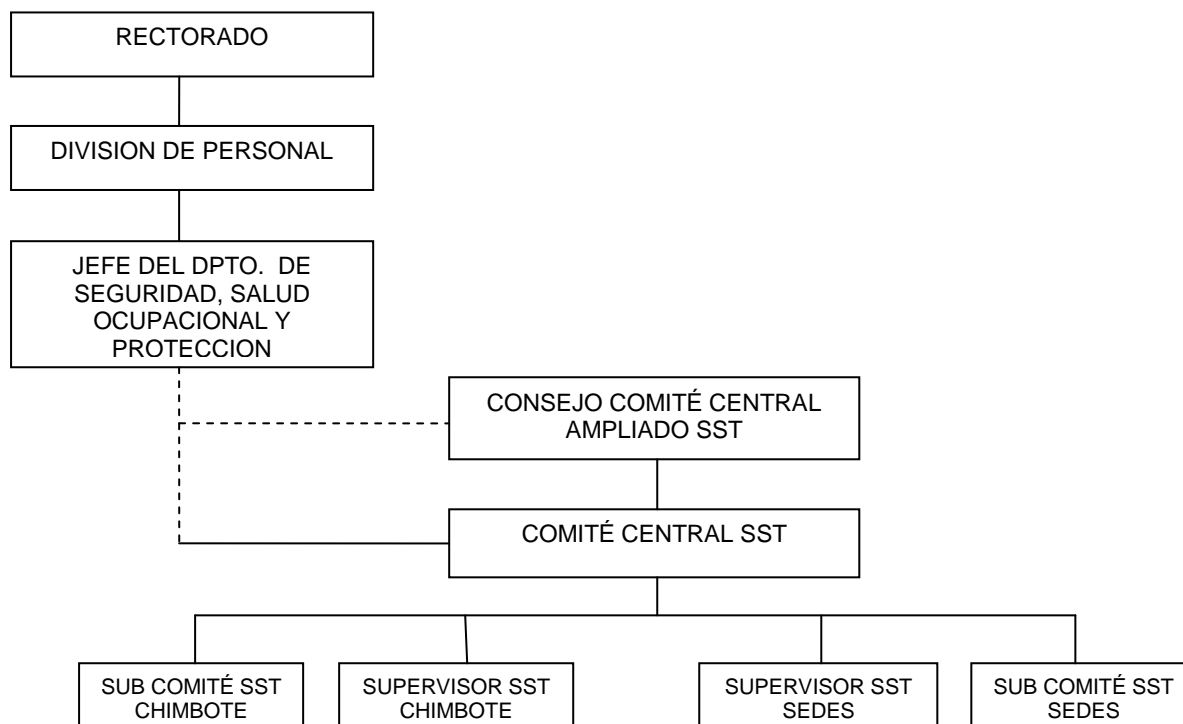 RECTORADO
DIVISION DE PERSONAL
JEFE DEL DPTO. DE
SEGURIDAD, SALUD
OCUPACIONAL Y
PROTECCION
CONSEJO COMITÉ CENTRAL
AMPLIADO SST
COMITÉ CENTRAL SST
SUB COMITÉ SST
CHIMBOTE
SUPERVISOR SST
CHIMBOTE
SUPERVISOR SST
SEDES
SUB COMITÉ SST
SEDES